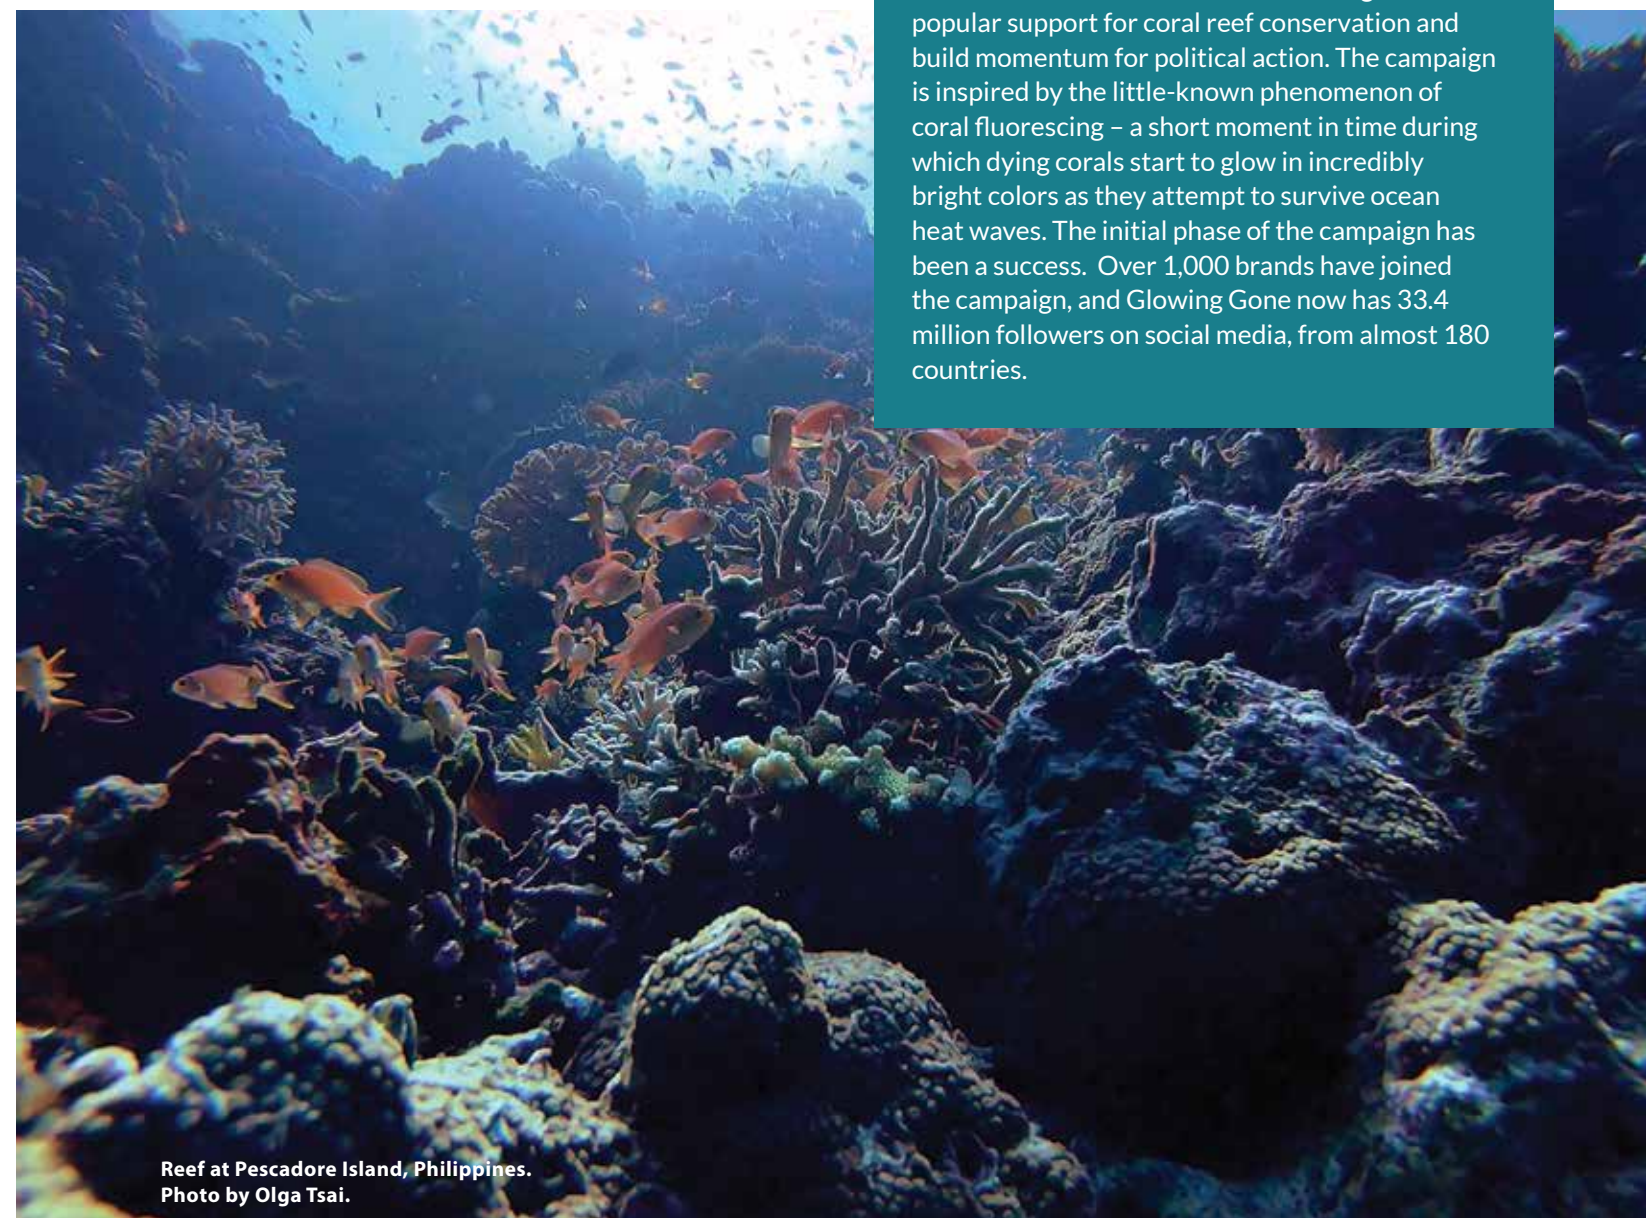 popular support for coral reef conservation and
build momentum for political action. The campaign
is inspired by the little-known phenomenon of
coral fluorescing – a short moment in time during
which dying corals start to glow in incredibly
bright colors as they attempt to survive ocean
heat waves. The initial phase of the campaign has
been a success.  Over 1,000 brands have joined
the campaign, and Glowing Gone now has 33.4
million followers on social media, from almost 180
countries.
Reef at Pescadore Island, Philippines.
Photo by Olga Tsai.